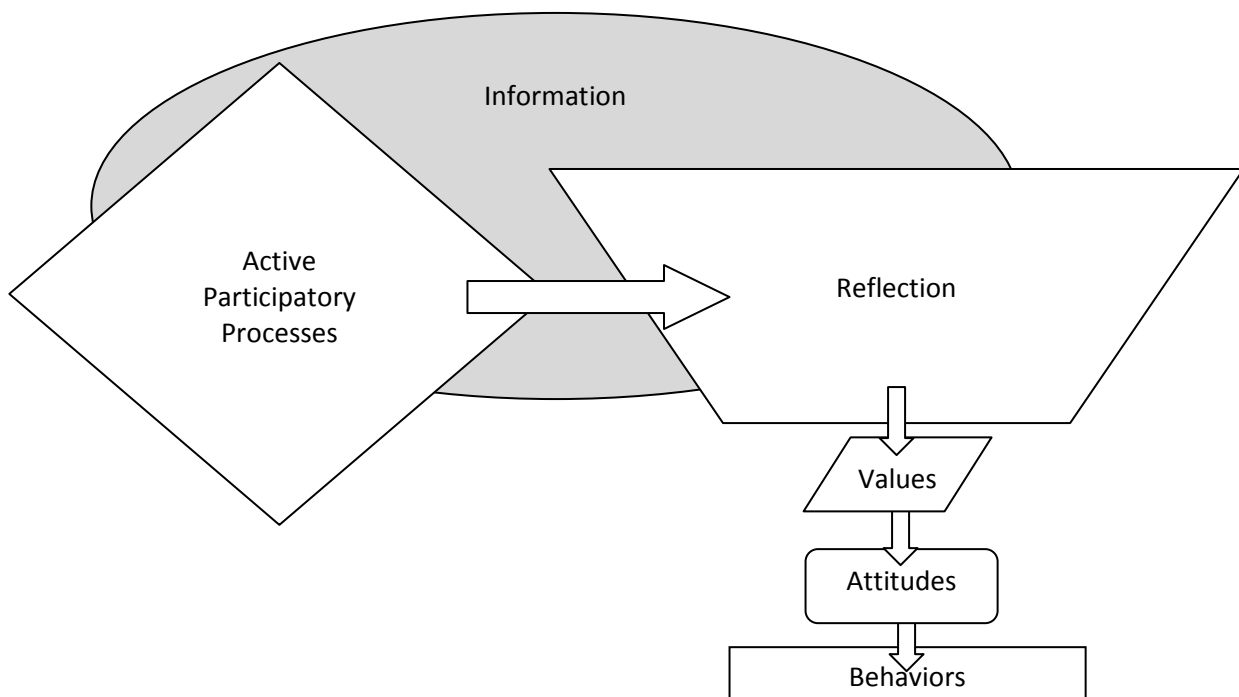 Information
Active
Participatory
Processes
Reflection
Values
Attitudes
Behaviors